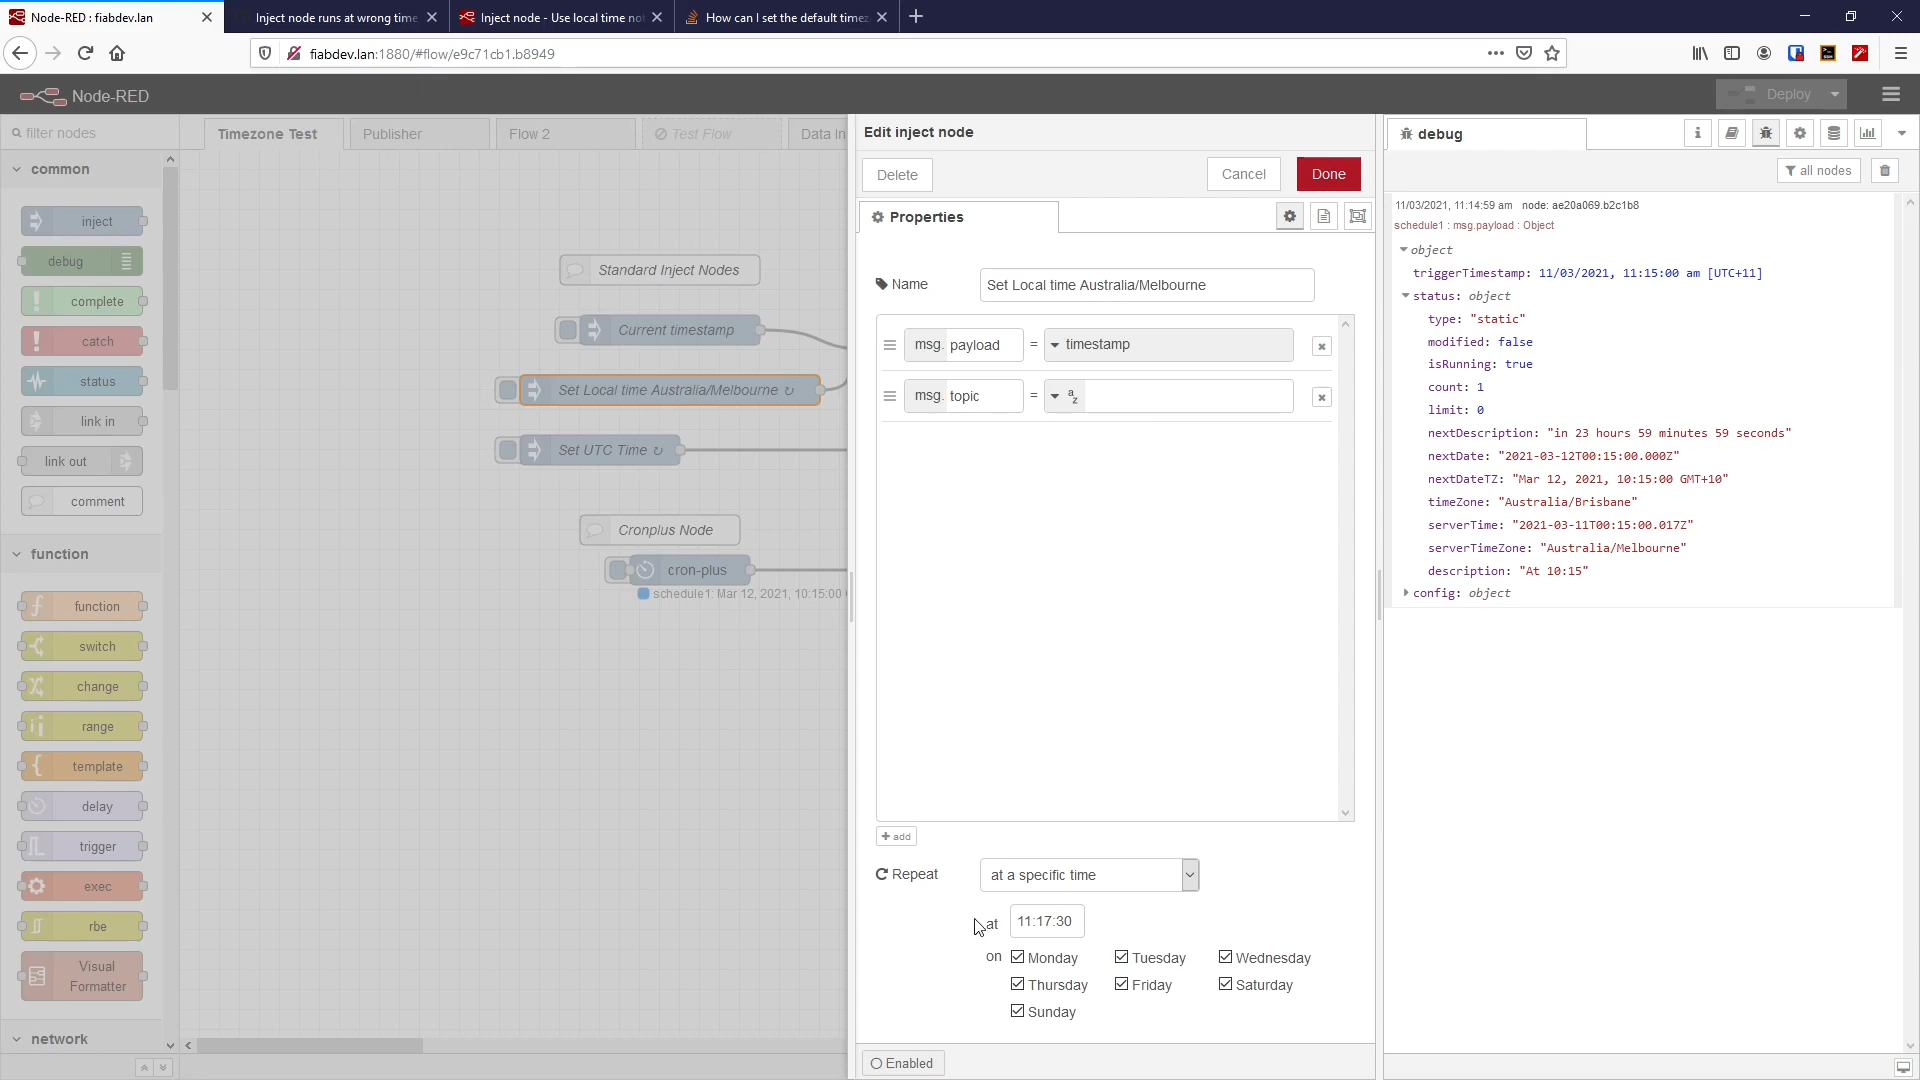 Node-RED : fiabdev.lan
Inject node runs at wrong time
Inject node - Use local time not
How can I set the default timez
fiabdev.lan:1880/#flow/e9c71cb1.b8949
Node-RED
Deploy
filter nodes
common
inject
debug
complete
catch
status
link in
link out
comment
function
function
switch
change
range
template
delay
trigger
exec
rbe
Visual
Formatter
network
Timezone Test
Publisher
Flow 2
Test Flow
Data In
Standard Inject Nodes
Current timestamp
Set Local time Australia/Melbourne ↻
Set UTC Time ↻
Cronplus Node
cron-plus
schedule1: Mar 12, 2021, 10:15:00
Edit inject node
Delete
Cancel
Done
Properties
Name
Set Local time Australia/Melbourne
msg. payload = timestamp
msg. topic = a z
+ add
Repeat
at a specific time
at 11:17:30
on Monday Tuesday Wednesday
Thursday Friday Saturday
Sunday
Enabled
debug
i
all nodes
11/03/2021, 11:14:59 am node: ae20a069.b2c1b8
schedule1 : msg.payload : Object
object
triggerTimestamp: 11/03/2021, 11:15:00 am [UTC+11]
status: object
type: "static"
modified: false
isRunning: true
count: 1
limit: 0
nextDescription: "in 23 hours 59 minutes 59 seconds"
nextDate: "2021-03-12T00:15:00.000Z"
nextDateTZ: "Mar 12, 2021, 10:15:00 GMT+10"
timeZone: "Australia/Brisbane"
serverTime: "2021-03-11T00:15:00.017Z"
serverTimeZone: "Australia/Melbourne"
description: "At 10:15"
config: object